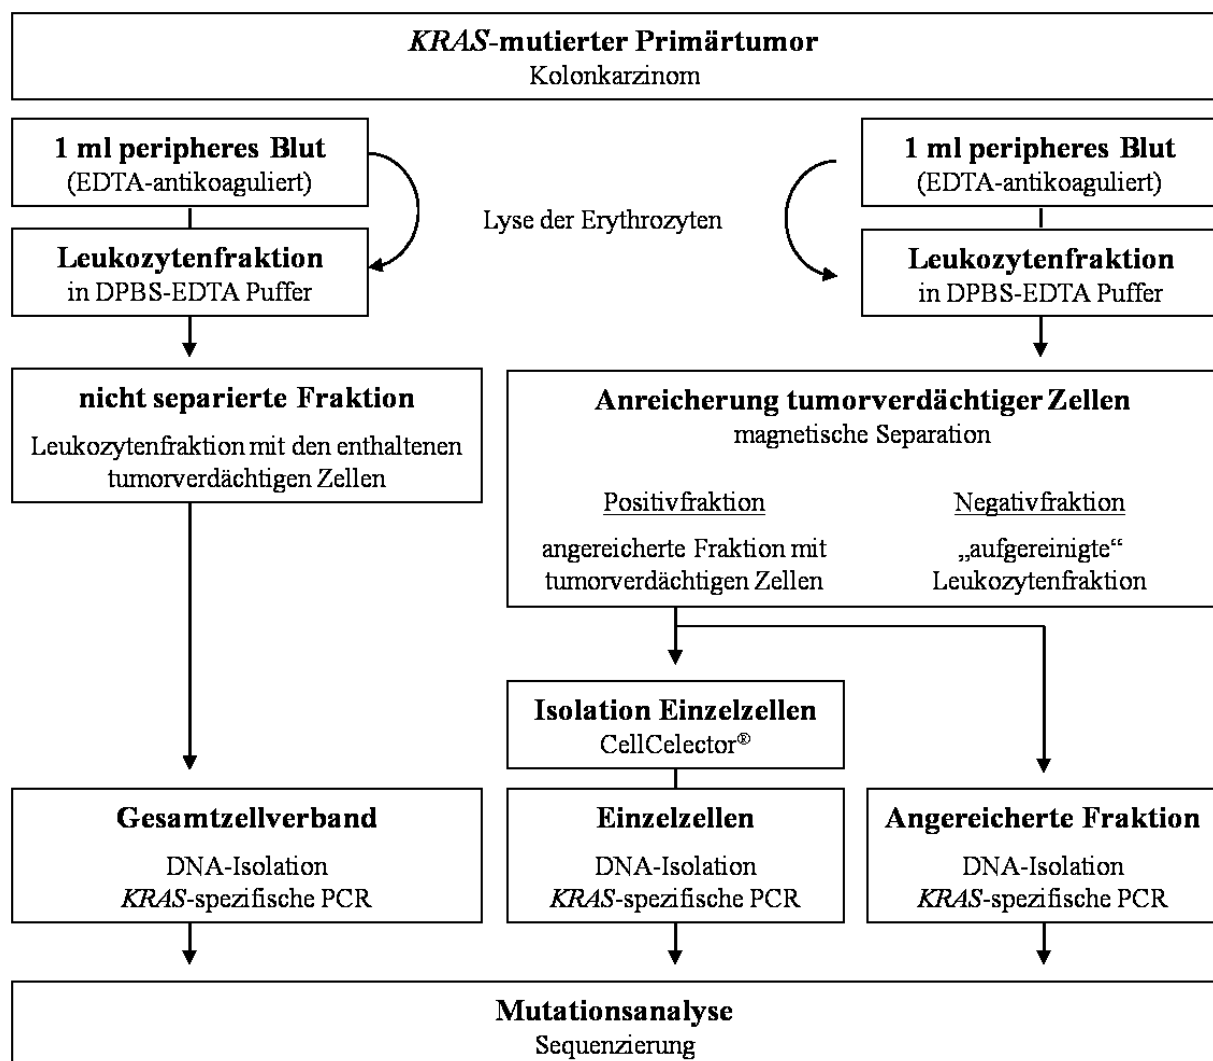 KRAS-mutierter Primärtumor
Kolonkarzinom
1 ml peripheres Blut
(EDTA-antikoaguliert)
Leukozytenfraktion
in DPBS-EDTA Puffer
Lyse der Erythrozyten
1 ml peripheres Blut
(EDTA-antikoaguliert)
Leukozytenfraktion
in DPBS-EDTA Puffer
nicht separierte Fraktion
Leukozytenfraktion mit den enthaltenen
tumorverdächtigen Zellen
Anreicherung tumorverdächtiger Zellen
magnetische Separation
Positivfraktion
angereicherte Fraktion mit
tumorverdächtigen Zellen
Negativfraktion
„aufgereinigte“
Leukozytenfraktion
Isolation Einzelzellen
CellCelector®
Gesamtzellverband
DNA-Isolation
KRAS-spezifische PCR
Einzelzellen
DNA-Isolation
KRAS-spezifische PCR
Angereicherte Fraktion
DNA-Isolation
KRAS-spezifische PCR
Mutationsanalyse
Sequenzierung